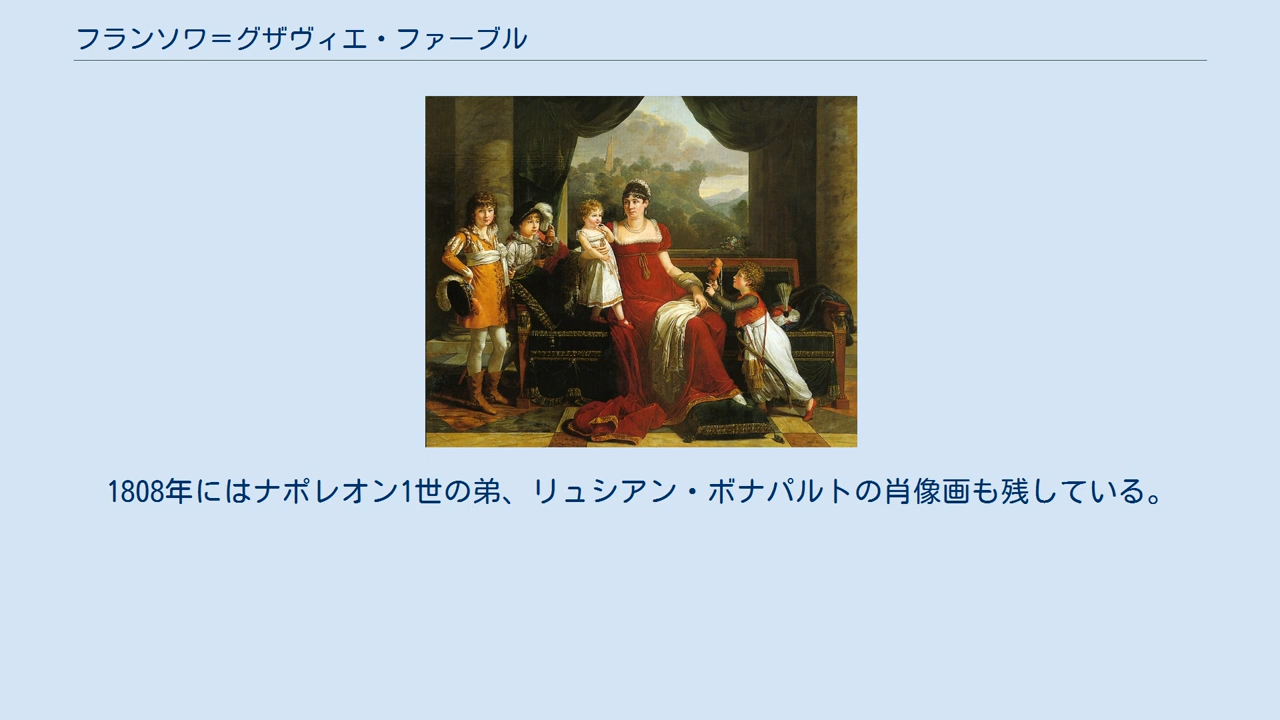 フランソワ＝グザヴィエ・ファーブル
1808年にはナポレオン1世の弟、リュシアン・ボナパルトの肖像画も残している。